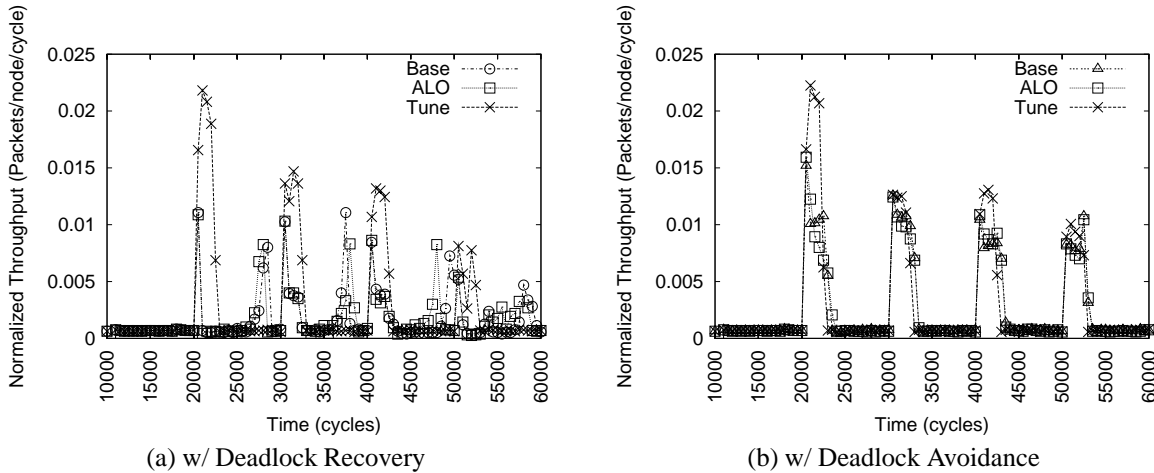 Normalized Throughput (Packets/node/cycle)
0.025
0.02
0.015
0.01
0.005
0
Base
ALO
Tune
10000
15000
20000
25000
30000
35000
40000
45000
50000
55000
60000
Time (cycles)
(a) w/ Deadlock Recovery
Normalized Throughput (Packets/node/cycle)
0.025
0.02
0.015
0.01
0.005
0
Base
ALO
Tune
10000
15000
20000
25000
30000
35000
40000
45000
50000
55000
60000
Time (cycles)
(b) w/ Deadlock Avoidance